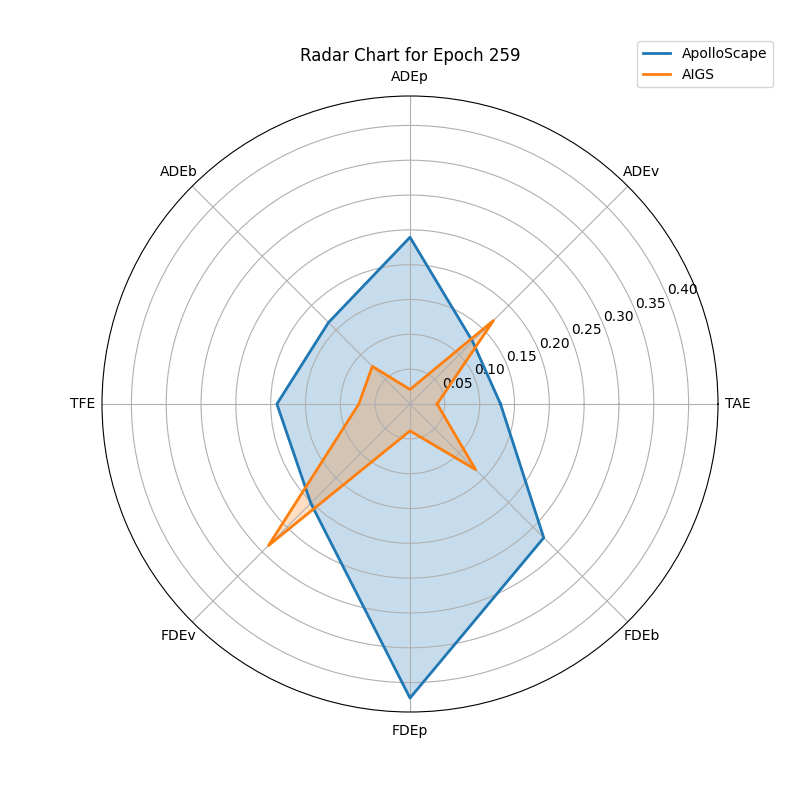 Radar Chart for Epoch 259
ApolloScape
AIGS
ADEp
ADEb
ADEv
0.40
0.35
0.30
0.25
0.20
0.15
0.10
0.05
TFE
TAE
FDEv
FDEb
FDEp